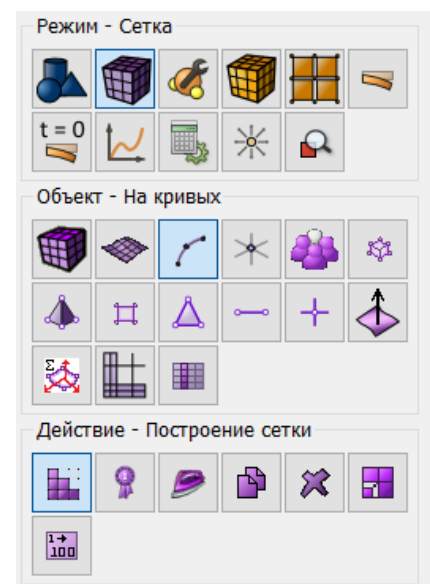 Режим - Сетка
t = 0
Объект - На кривых
Σ
Действие - Построение сетки
1→
100